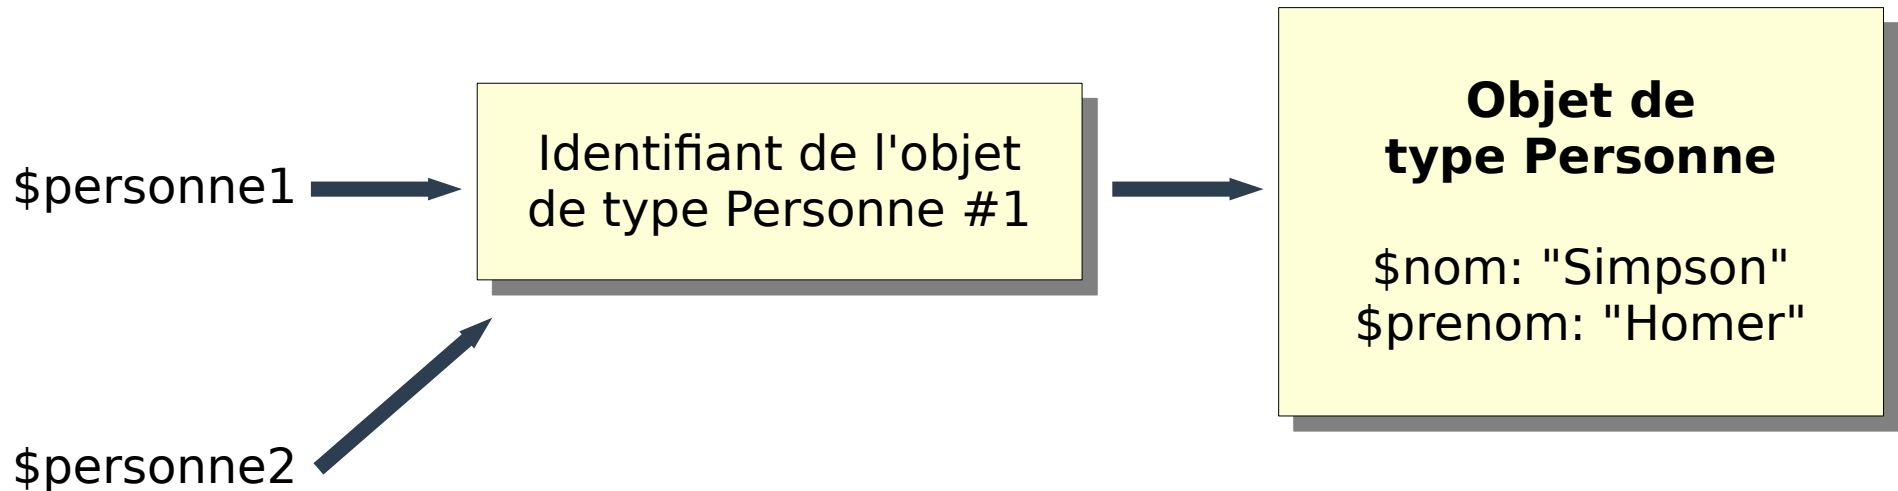 $personne1
Identifiant de l'objet
de type Personne #1
Objet de
type Personne
$nom: "Simpson"
$prenom: "Homer"
$personne2